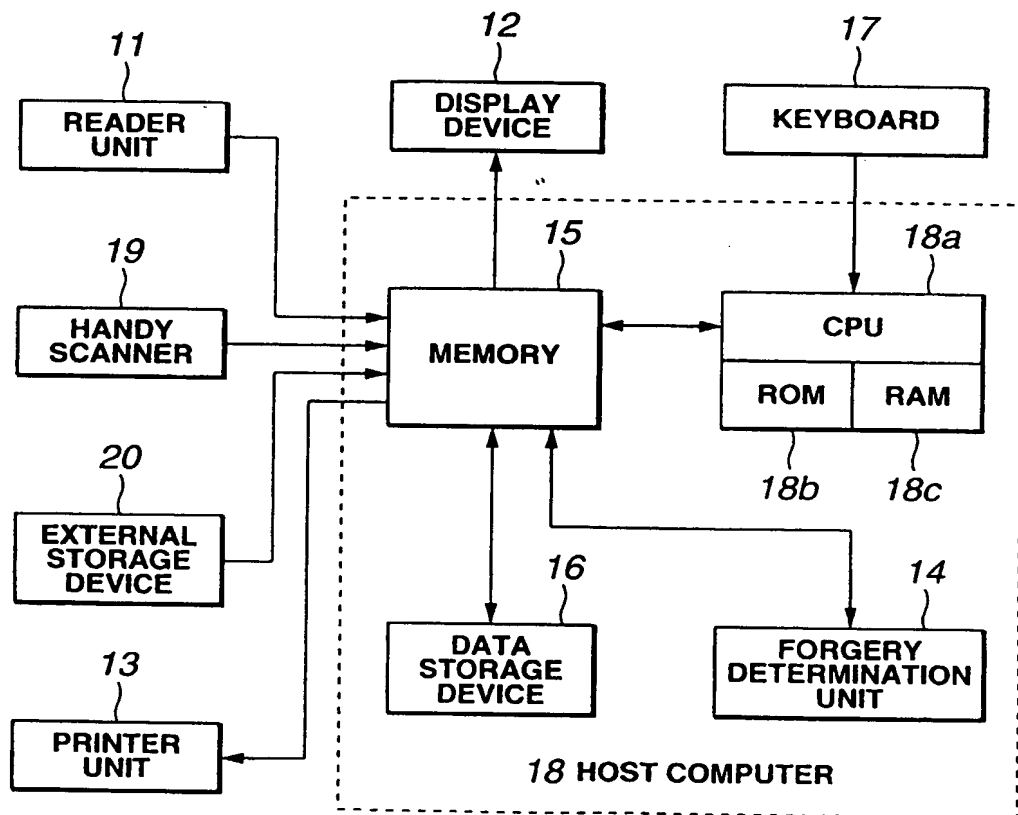 11
READER
UNIT
12
DISPLAY
DEVICE
17
KEYBOARD
19
HANDY
SCANNER
15
MEMORY
18a
CPU
ROM
RAM
18b
18c
20
EXTERNAL
STORAGE
DEVICE
16
DATA
STORAGE
DEVICE
14
FORGERY
DETERMINATION
UNIT
13
PRINTER
UNIT
18 HOST COMPUTER